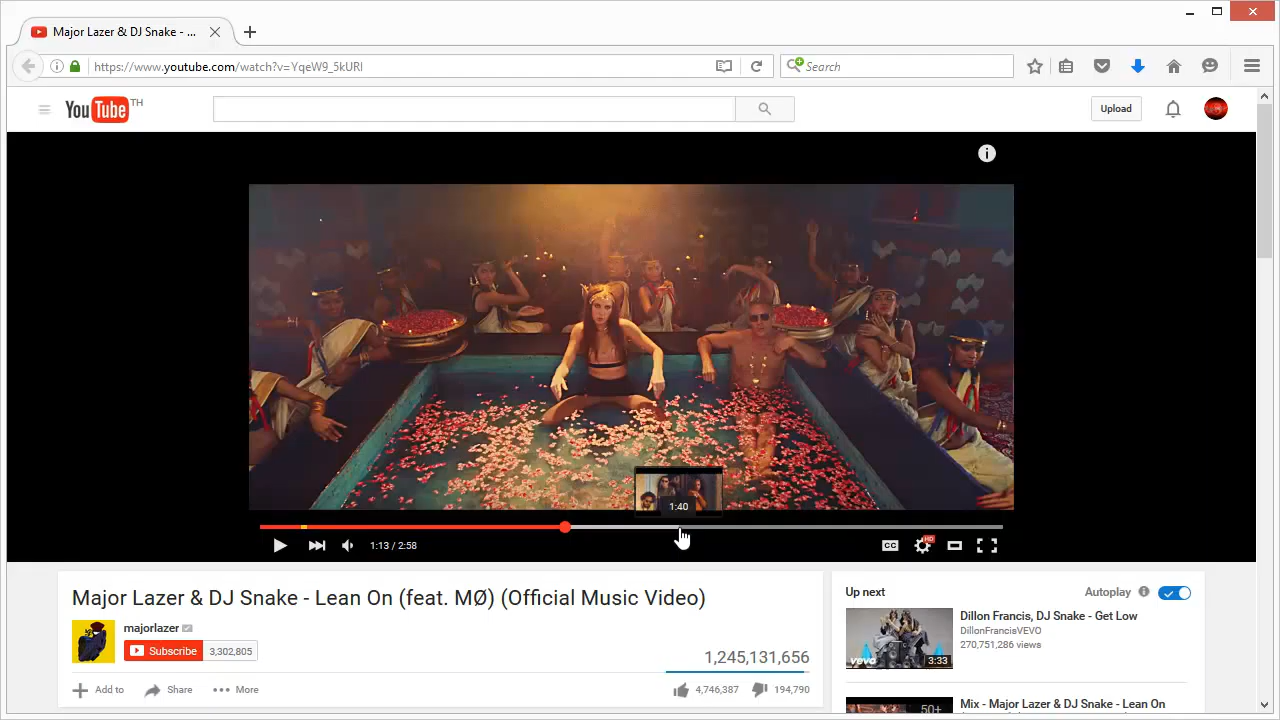 Major Lazer & DJ Snake - ...
https://www.youtube.com/watch?v=YqeW9_5kURI
Search
YouTube TH
Upload
1:40
1:13 / 2:58
CC
HD
Major Lazer & DJ Snake - Lean On (feat. MØ) (Official Music Video)
majorlazer
Subscribe 3,302,805
1,245,131,656
Add to Share More
4,746,387 194,790
Up next
Autoplay
Dillon Francis, DJ Snake - Get Low
DillonFrancisVEVO
270,751,286 views
vevo 3:33
Mix - Major Lazer & DJ Snake - Lean On
50+